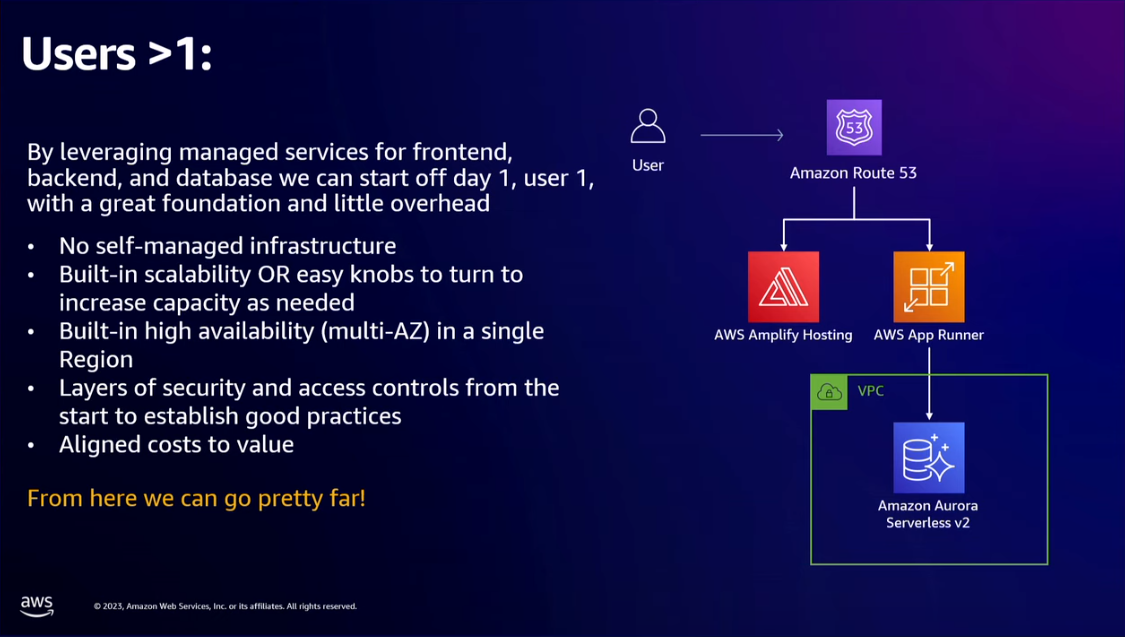 Users >1:
By leveraging managed services for frontend,
backend, and database we can start off day 1, user 1,
with a great foundation and little overhead
• No self-managed infrastructure
• Built-in scalability OR easy knobs to turn to
increase capacity as needed
• Built-in high availability (multi-AZ) in a single
Region
• Layers of security and access controls from the
start to establish good practices
• Aligned costs to value
From here we can go pretty far!
User
53
Amazon Route 53
AWS Amplify Hosting
AWS App Runner
VPC
Amazon Aurora
Serverless v2
aws
© 2023, Amazon Web Services, Inc. or its affiliates. All rights reserved.